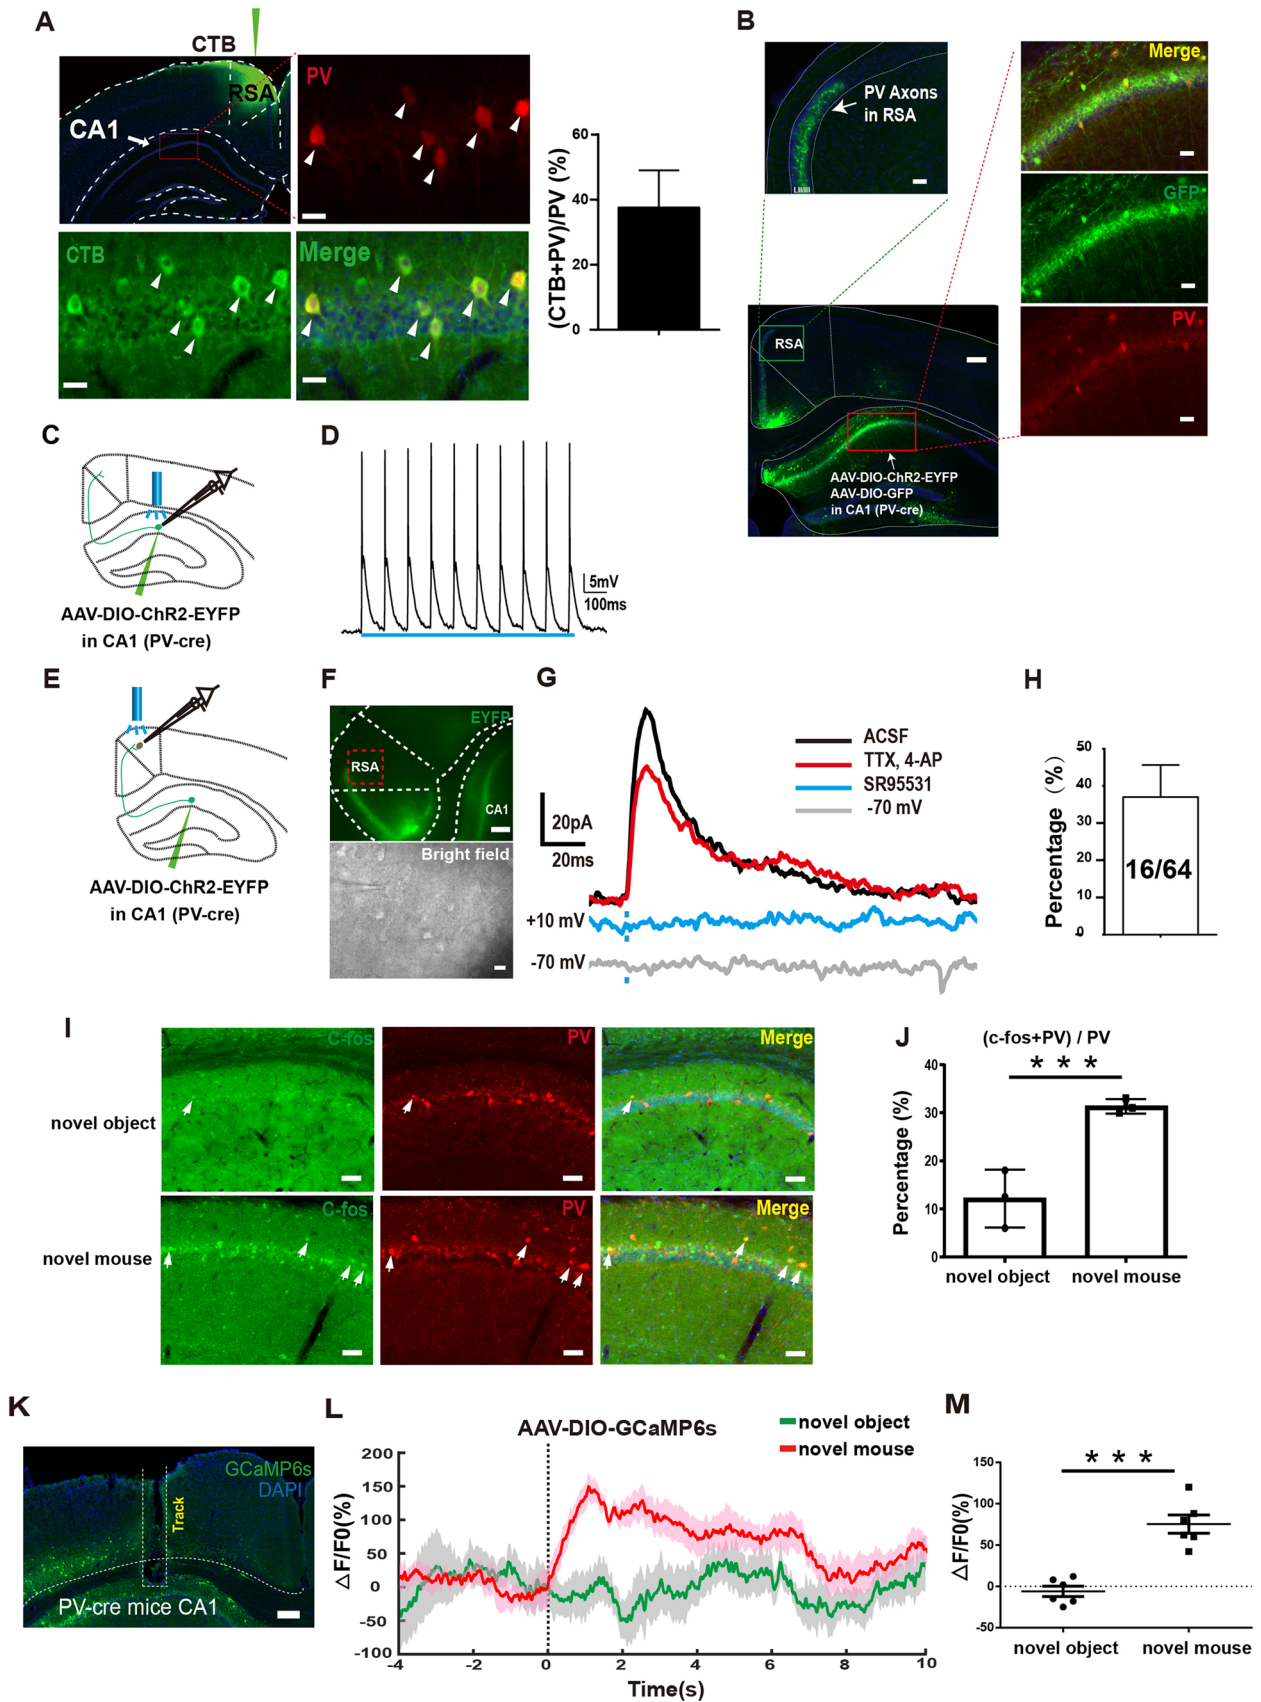 A
CTB
RSA
CA1
PV
CTB
Merge
(CTB+PV)/PV (%)
60
40
20
0
B
PV Axons
in RSA
LII/III
Merge
GFP
PV
RSA
AAV-DIO-ChR2-EYFP
AAV-DIO-GFP
in CA1 (PV-cre)
C
AAV-DIO-ChR2-EYFP
in CA1 (PV-cre)
D
5mV
100ms
E
AAV-DIO-ChR2-EYFP
in CA1 (PV-cre)
F
EYFP
RSA
CA1
Bright field
G
ACSF
TTX, 4-AP
SR95531
-70 mV
20pA
20ms
+10 mV
-70 mV
H
Percentage (%)
50
40
30
20
10
0
16/64
I
C-fos
PV
Merge
novel object
C-fos
PV
Merge
novel mouse
J
(c-fos+PV) / PV
***
Percentage (%)
40
30
20
10
0
novel object
novel mouse
K
GCaMP6s
DAPI
Track
PV-cre mice CA1
L
AAV-DIO-GCaMP6s
novel object
novel mouse
△F/F0(%)
200
150
100
50
0
-50
-100
-4
-2
0
2
4
6
8
10
Time(s)
M
***
△F/F0(%)
150
100
50
0
-50
novel object
novel mouse